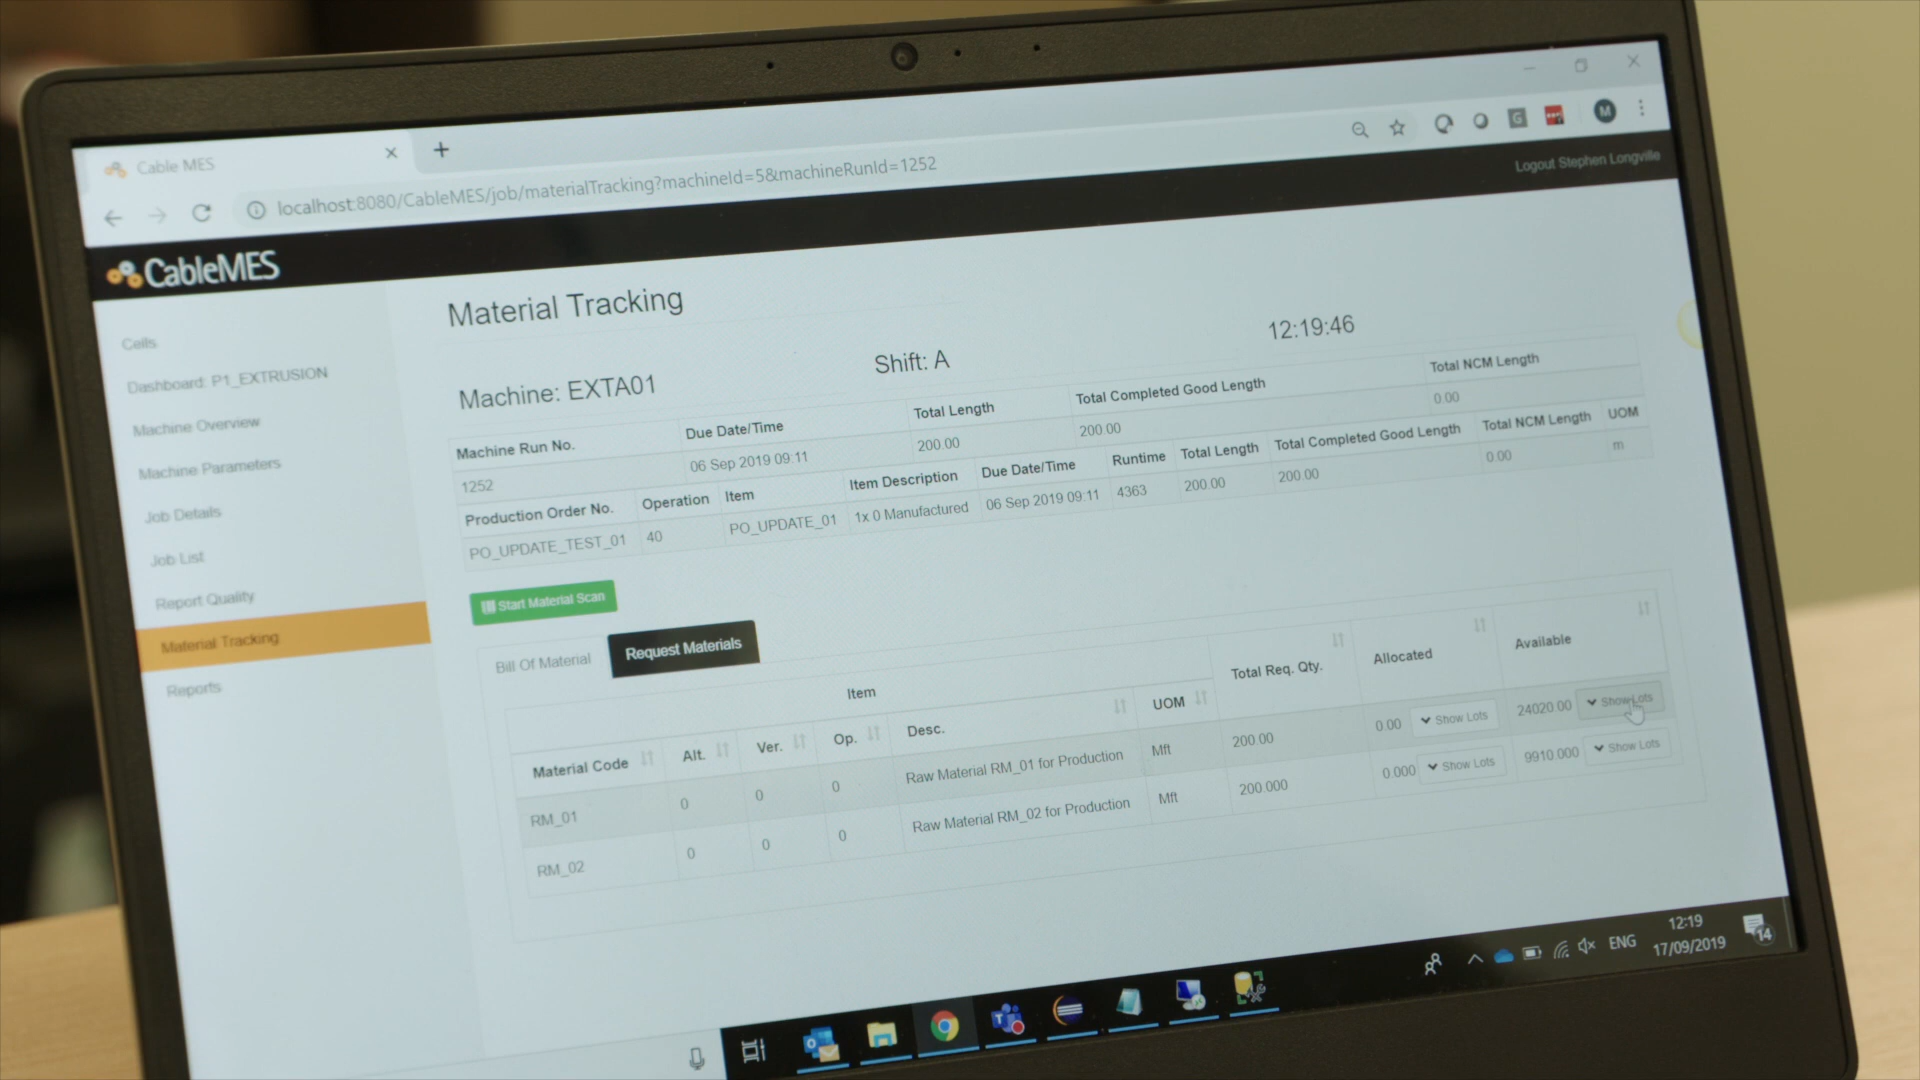 Cable MES
localhost:8080/CableMES/job/materialTracking?machineId=5&machineRunId=1252
G
M
Logout Stephen Longville
CableMES
Cells
Dashboard: P1_EXTRUSION
Machine Overview
Machine Parameters
Job Details
Job List
Report Quality
Material Tracking
Reports
Material Tracking
Machine: EXTA01 Shift: A 12:19:46
Machine Run No. Due Date/Time Total Length Total Completed Good Length Total NCM Length
1252 06 Sep 2019 09:11 200.00 200.00 0.00
Production Order No. Operation Item Item Description Due Date/Time Runtime Total Length Total Completed Good Length Total NCM Length UOM
PO_UPDATE_TEST_01 40 PO_UPDATE_01 1x 0 Manufactured 06 Sep 2019 09:11 4363 200.00 200.00 0.00 m
Start Material Scan
Bill Of Material Request Materials
Item Total Req. Qty. Allocated Available
Material Code Alt. Ver. Op. Desc. UOM
RM_01 0 0 0 Raw Material RM_01 for Production Mft 200.00 0.00 Show Lots 24020.00 Show Lots
RM_02 0 0 0 Raw Material RM_02 for Production Mft 200.000 0.000 Show Lots 9910.000 Show Lots
ENG
12:19
17/09/2019
14